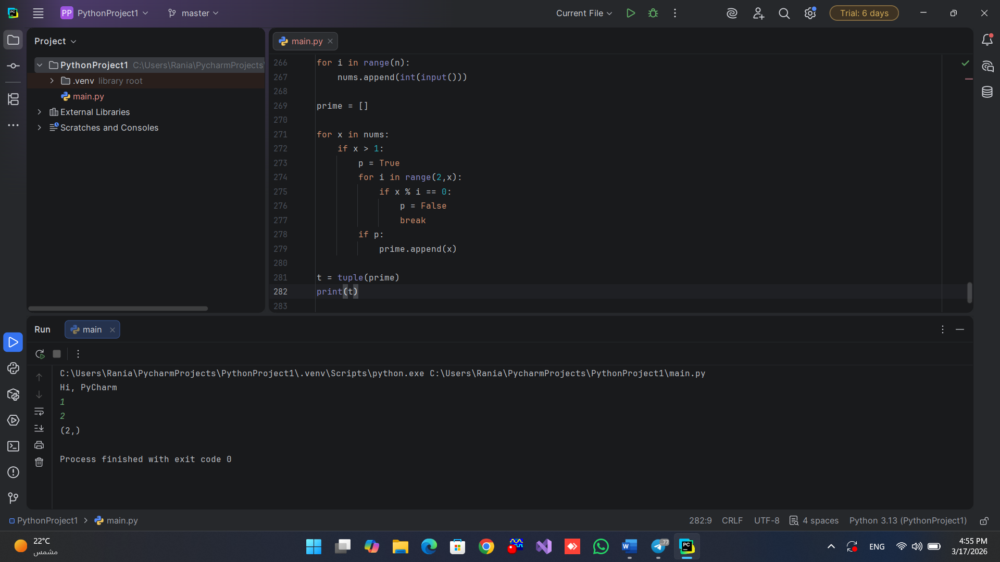 PP PythonProject1 master Current File Trial: 6 days
Project
main.py
PythonProject1 C:\Users\Rania\PycharmProjects\
.venv library root
main.py
External Libraries
Scratches and Consoles
266 for i in range(n):
267     nums.append(int(input()))
268
269 prime = []
270
271 for x in nums:
272     if x > 1:
273         p = True
274         for i in range(2,x):
275             if x % i == 0:
276                 p = False
277                 break
278         if p:
279             prime.append(x)
280
281 t = tuple(prime)
282 print(t)
283
Run main
C:\Users\Rania\PycharmProjects\PythonProject1\.venv\Scripts\python.exe C:\Users\Rania\PycharmProjects\PythonProject1\main.py
Hi, PyCharm
1
2
(2,)
Process finished with exit code 0
PythonProject1 main.py 282:9 CRLF UTF-8 4 spaces Python 3.13 (PythonProject1)
22°C
مشمس
ENG
4:55 PM
3/17/2026